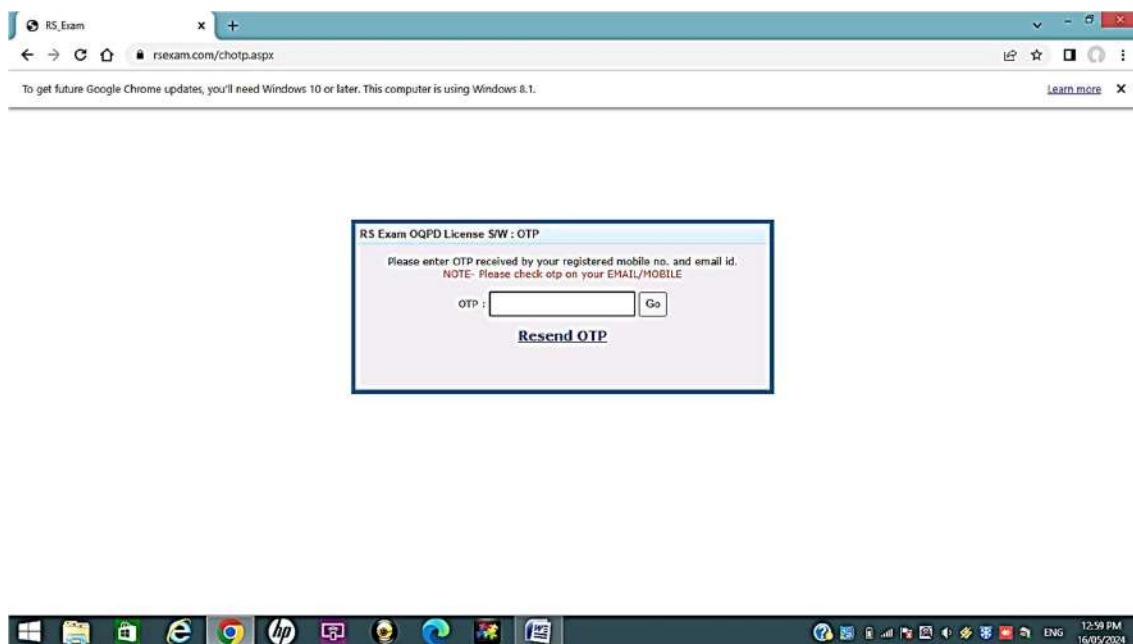 RS_Exam
rsexam.com/chotp.aspx
To get future Google Chrome updates, you'll need Windows 10 or later. This computer is using Windows 8.1.
Learn more
RS Exam OQPD License S/W : OTP
Please enter OTP received by your registered mobile no. and email id.
NOTE- Please check otp on your EMAIL/MOBILE
OTP :
Go
Resend OTP
hp
ENG
12:59 PM
16/05/2024